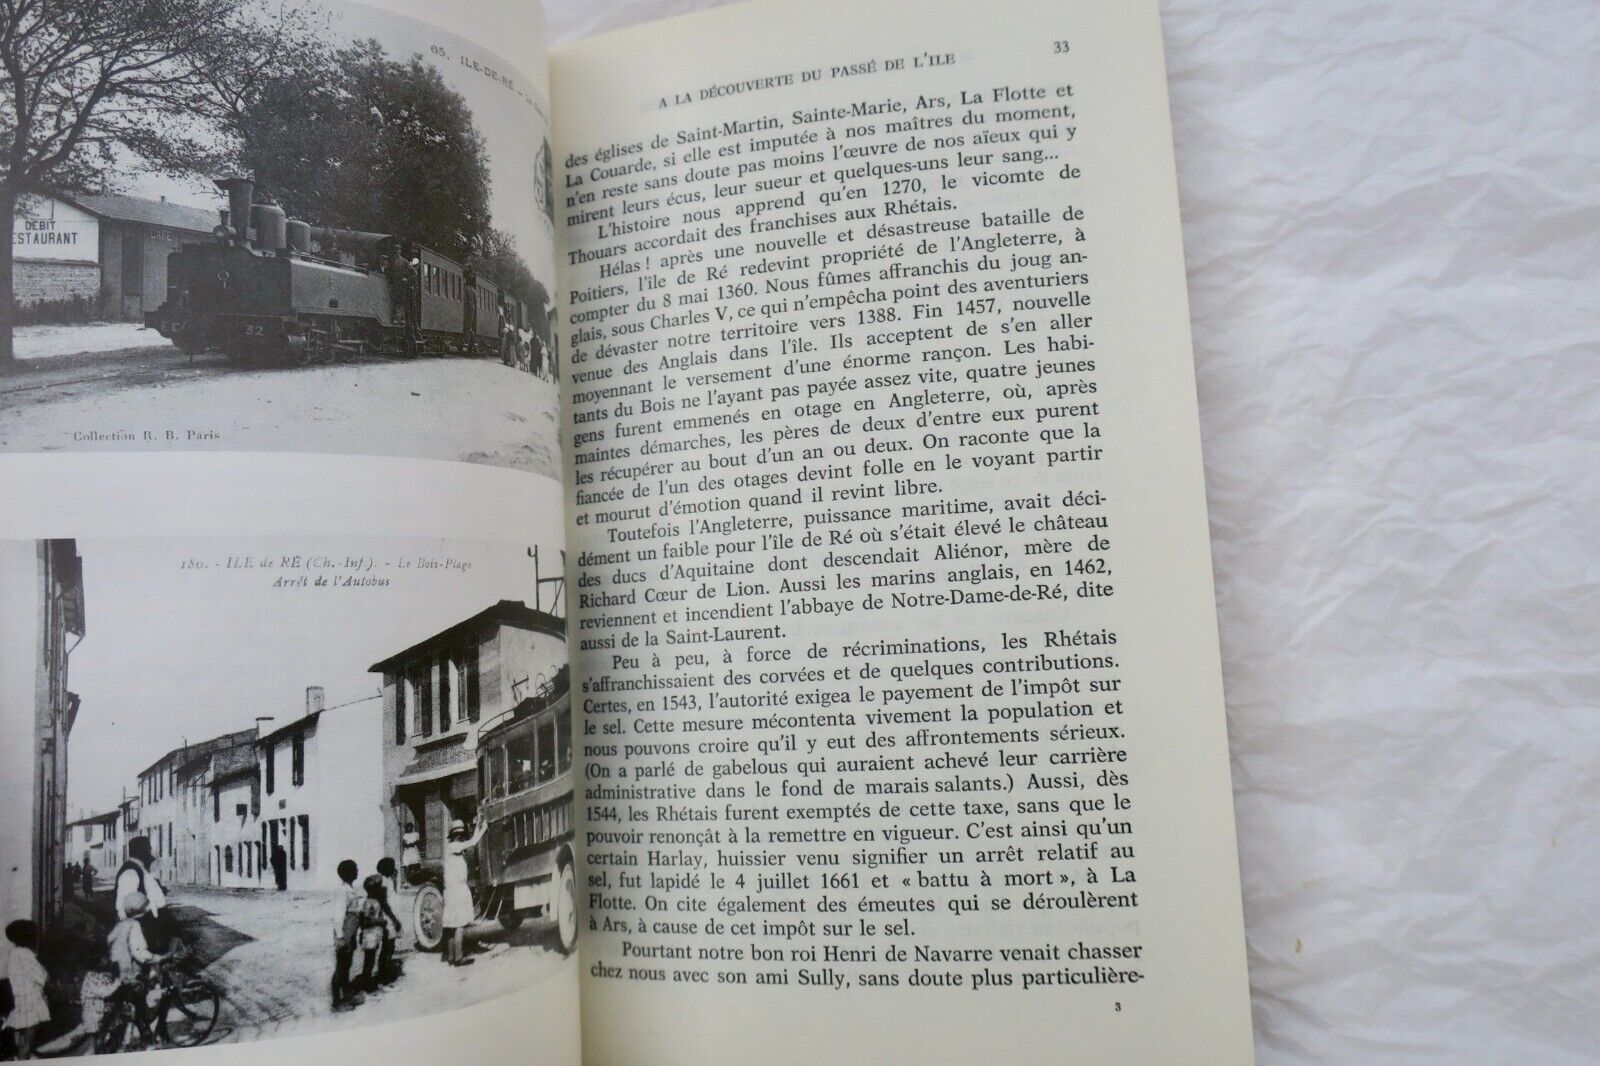 65. ILE-DE-RÉ — La
DÉBIT
ESTAURANT
CAFÉ
32
Collection R. B. Paris
180. - ILE de RÉ (Ch.-Inf.). - Le Bois-Plage
Arrêt de l'Autobus
A LA DÉCOUVERTE DU PASSÉ DE L'ILE
33
des églises de Saint-Martin, Sainte-Marie, Ars, La Flotte et
La Couarde, si elle est imputée à nos maîtres du moment,
n'en reste sans doute pas moins l'œuvre de nos aïeux qui y
mirent leurs écus, leur sueur et quelques-uns leur sang...
L'histoire nous apprend qu'en 1270, le vicomte de
Thouars accordait des franchises aux Rhétais.
Hélas ! après une nouvelle et désastreuse bataille de
Poitiers, l'île de Ré redevint propriété de l'Angleterre, à
compter du 8 mai 1360. Nous fûmes affranchis du joug an-
glais, sous Charles V, ce qui n'empêcha point des aventuriers
de dévaster notre territoire vers 1388. Fin 1457, nouvelle
venue des Anglais dans l'île. Ils acceptent de s'en aller
moyennant le versement d'une énorme rançon. Les habi-
tants du Bois ne l'ayant pas payée assez vite, quatre jeunes
gens furent emmenés en otage en Angleterre, où, après
maintes démarches, les pères de deux d'entre eux purent
les récupérer au bout d'un an ou deux. On raconte que la
fiancée de l'un des otages devint folle en le voyant partir
et mourut d'émotion quand il revint libre.
Toutefois l'Angleterre, puissance maritime, avait déci-
dément un faible pour l'île de Ré où s'était élevé le château
des ducs d'Aquitaine dont descendait Aliénor, mère de
Richard Cœur de Lion. Aussi les marins anglais, en 1462,
reviennent et incendient l'abbaye de Notre-Dame-de-Ré, dite
aussi de la Saint-Laurent.
Peu à peu, à force de récriminations, les Rhétais
s'affranchissaient des corvées et de quelques contributions.
Certes, en 1543, l'autorité exigea le payement de l'impôt sur
le sel. Cette mesure mécontenta vivement la population et
nous pouvons croire qu'il y eut des affrontements sérieux.
(On a parlé de gabelous qui auraient achevé leur carrière
administrative dans le fond de marais salants.) Aussi, dès
1544, les Rhétais furent exemptés de cette taxe, sans que le
pouvoir renonçât à la remettre en vigueur. C'est ainsi qu'un
certain Harlay, huissier venu signifier un arrêt relatif au
sel, fut lapidé le 4 juillet 1661 et « battu à mort », à La
Flotte. On cite également des émeutes qui se déroulèrent
à Ars, à cause de cet impôt sur le sel.
Pourtant notre bon roi Henri de Navarre venait chasser
chez nous avec son ami Sully, sans doute plus particulière-
3